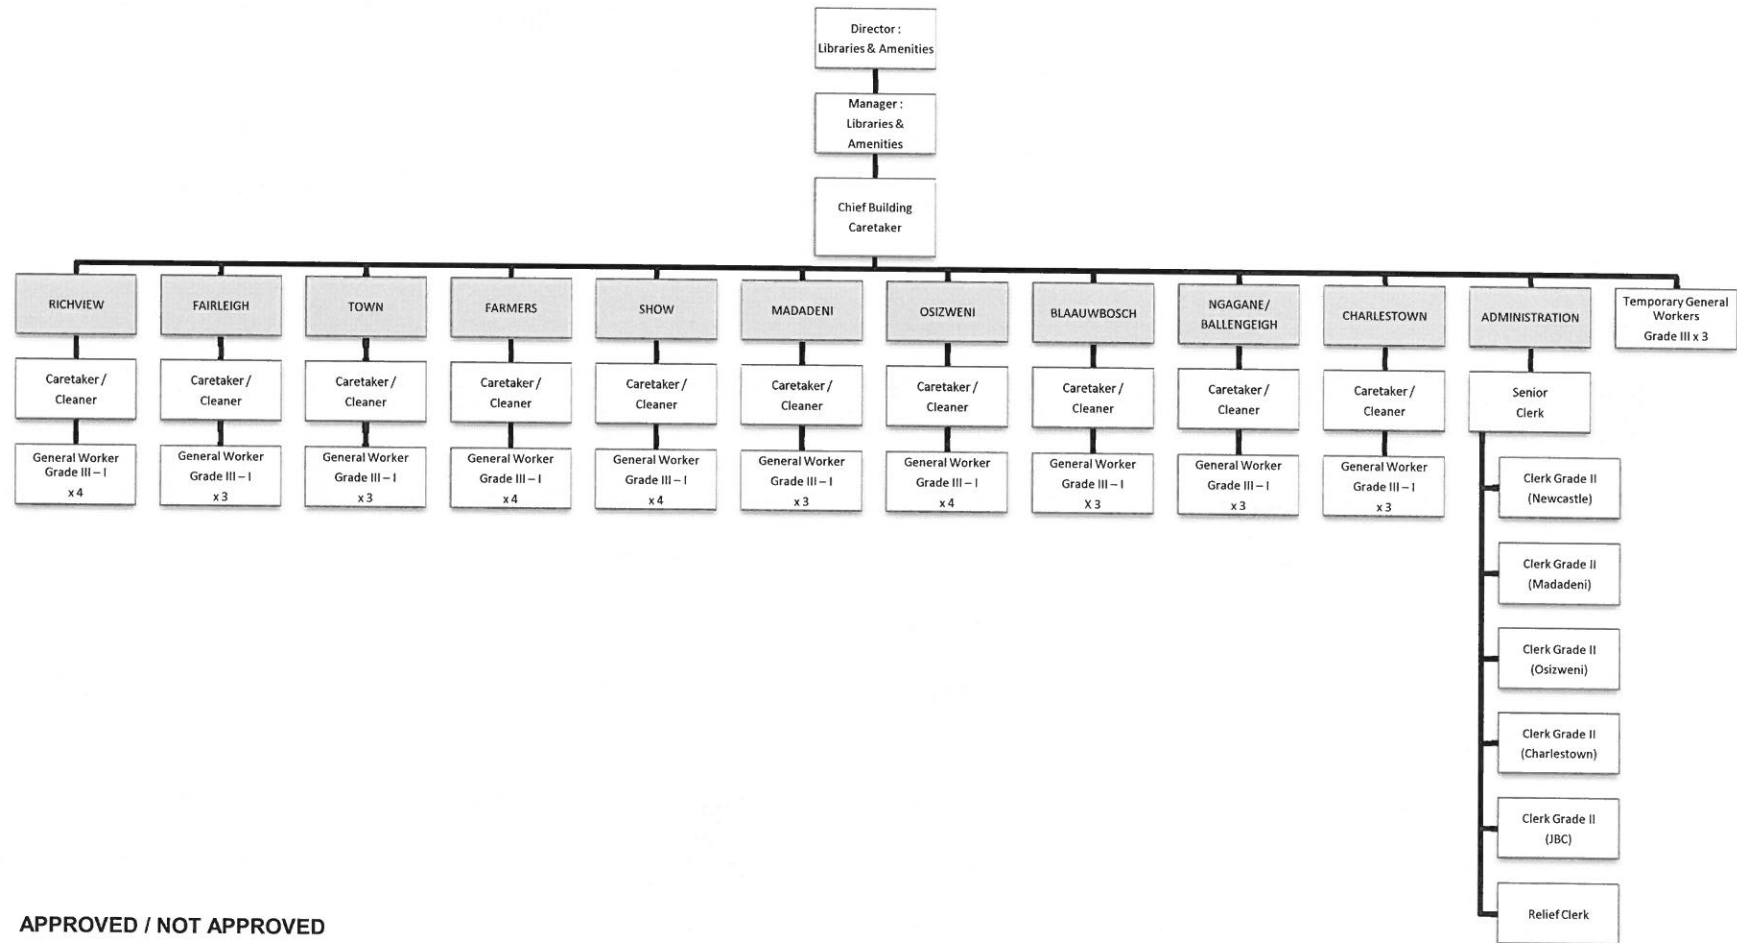 Director :
Libraries & Amenities
Manager :
Libraries &
Amenities
Chief Building
Caretaker
RICHVIEW
Caretaker /
Cleaner
General Worker
Grade III – I
x 4
FAIRLEIGH
Caretaker /
Cleaner
General Worker
Grade III – I
x 3
TOWN
Caretaker /
Cleaner
General Worker
Grade III – I
x 3
FARMERS
Caretaker /
Cleaner
General Worker
Grade III – I
x 4
SHOW
Caretaker /
Cleaner
General Worker
Grade III – I
x 4
MADADENI
Caretaker /
Cleaner
General Worker
Grade III – I
x 3
OSIZWENI
Caretaker /
Cleaner
General Worker
Grade III – I
x 4
BLAAUWBOSCH
Caretaker /
Cleaner
General Worker
Grade III – I
X 3
NGAGANE/
BALLENGEIGH
Caretaker /
Cleaner
General Worker
Grade III – I
x 3
CHARLESTOWN
Caretaker /
Cleaner
General Worker
Grade III – I
x 3
ADMINISTRATION
Senior
Clerk
Clerk Grade II
(Newcastle)
Clerk Grade II
(Madadeni)
Clerk Grade II
(Osizweni)
Clerk Grade II
(Charlestown)
Clerk Grade II
(JBC)
Relief Clerk
Temporary General
Workers
Grade III x 3
APPROVED / NOT APPROVED